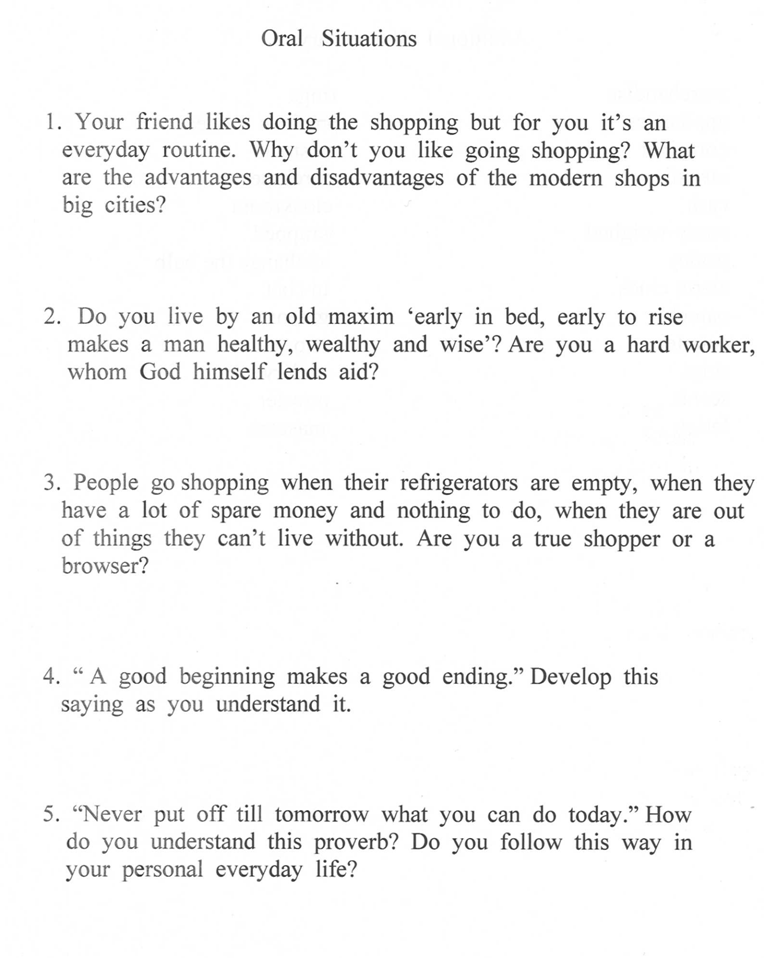 Oral Situations
1. Your friend likes doing the shopping but for you it’s an
everyday routine. Why don’t you like going shopping? What
are the advantages and disadvantages of the modern shops in
big cities?
2. Do you live by an old maxim ‘early in bed, early to rise
makes a man healthy, wealthy and wise’? Are you a hard worker,
whom God himself lends aid?
3. People go shopping when their refrigerators are empty, when they
have a lot of spare money and nothing to do, when they are out
of things they can’t live without. Are you a true shopper or a
browser?
4. “ A good beginning makes a good ending.” Develop this
saying as you understand it.
5. “Never put off till tomorrow what you can do today.” How
do you understand this proverb? Do you follow this way in
your personal everyday life?